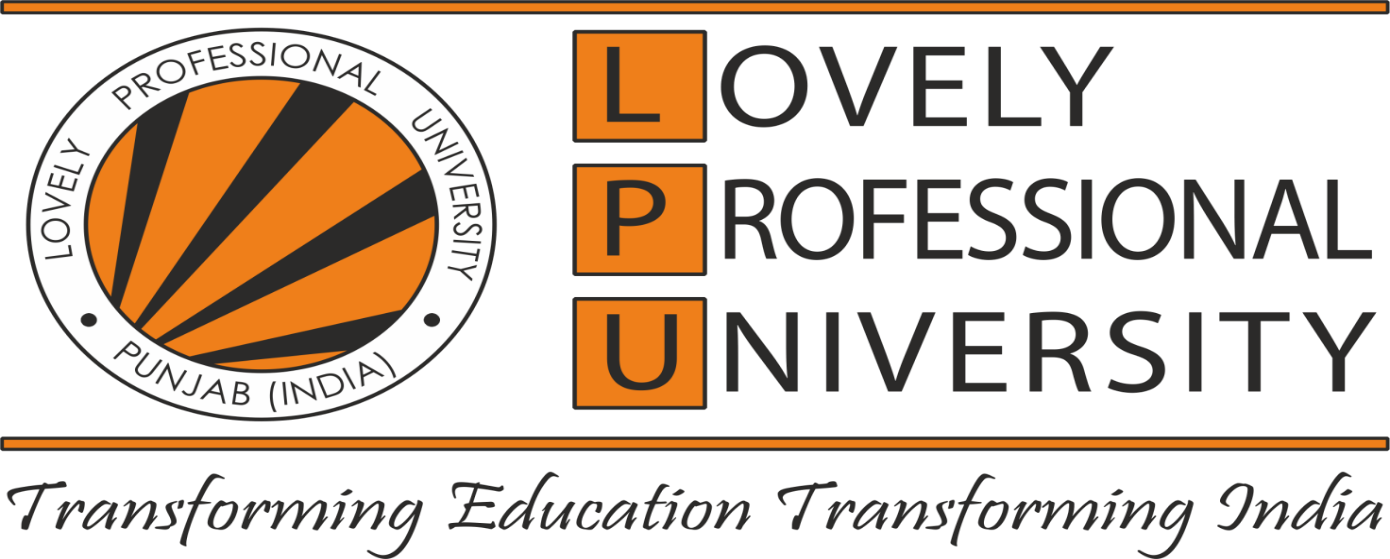 LOVELY PROFESSIONAL UNIVERSITY
PUNJAB (INDIA)
LOVELY
PROFESSIONAL
UNIVERSITY
Transforming Education Transforming India